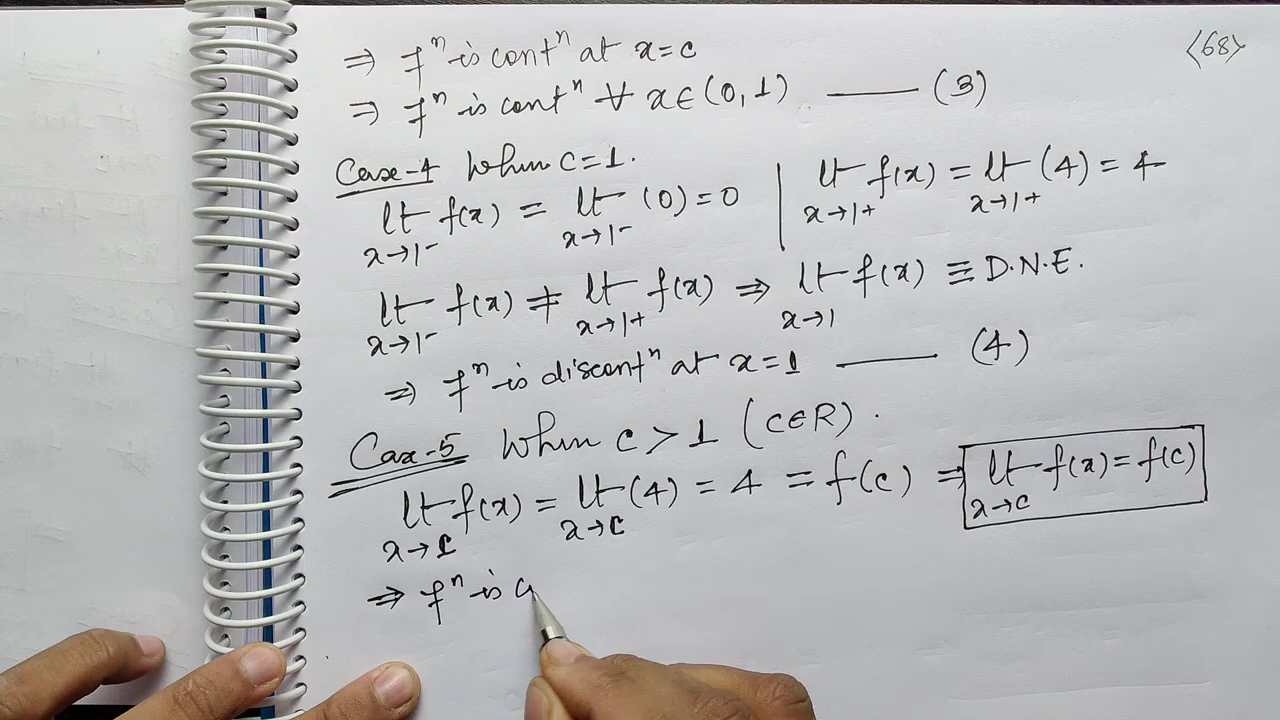 ⟨68⟩
⇒ fⁿ is contⁿ at x=c
⇒ fⁿ is contⁿ ∀ x∈(0,1) —— (3)
Case-4 When c=1.
lt f(x) = lt (0)=0 | lt f(x) = lt (4) = 4
x→1- x→1- x→1+ x→1+
lt f(x) ≠ lt f(x) ⇒ lt f(x) ≡ D.N.E.
x→1- x→1+ x→1
⇒ fⁿ is discontⁿ at x=1 —— (4)
Case-5 When c>1 (c∈R).
lt f(x) = lt (4) = 4 = f(c) ⇒ lt f(x)=f(c)
x→c x→c x→c
⇒ fⁿ is c